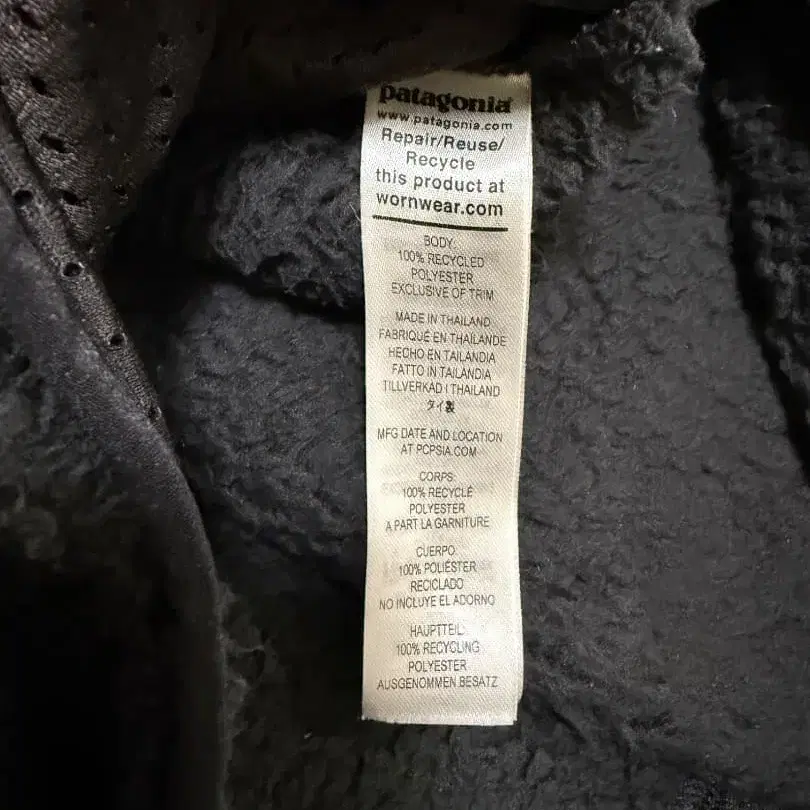 patagonia
www.patagonia.com
Repair/Reuse/
Recycle
this product at
wornwear.com
BODY:
100% RECYCLED
POLYESTER
EXCLUSIVE OF TRIM
MADE IN THAILAND
FABRIQUÉ EN THAÏLANDE
HECHO EN TAILANDIA
FATTO IN TAILANDIA
TILLVERKAD I THAILAND
タイ製
MFG DATE AND LOCATION
AT PCPSIA.COM
CORPS:
100% RECYCLÉ
POLYESTER
A PART LA GARNITURE
CUERPO:
100% POLIÉSTER
RECICLADO
NO INCLUYE EL ADORNO
HAUPTTEIL:
100% RECYCLING
POLYESTER
AUSGENOMMEN BESATZ